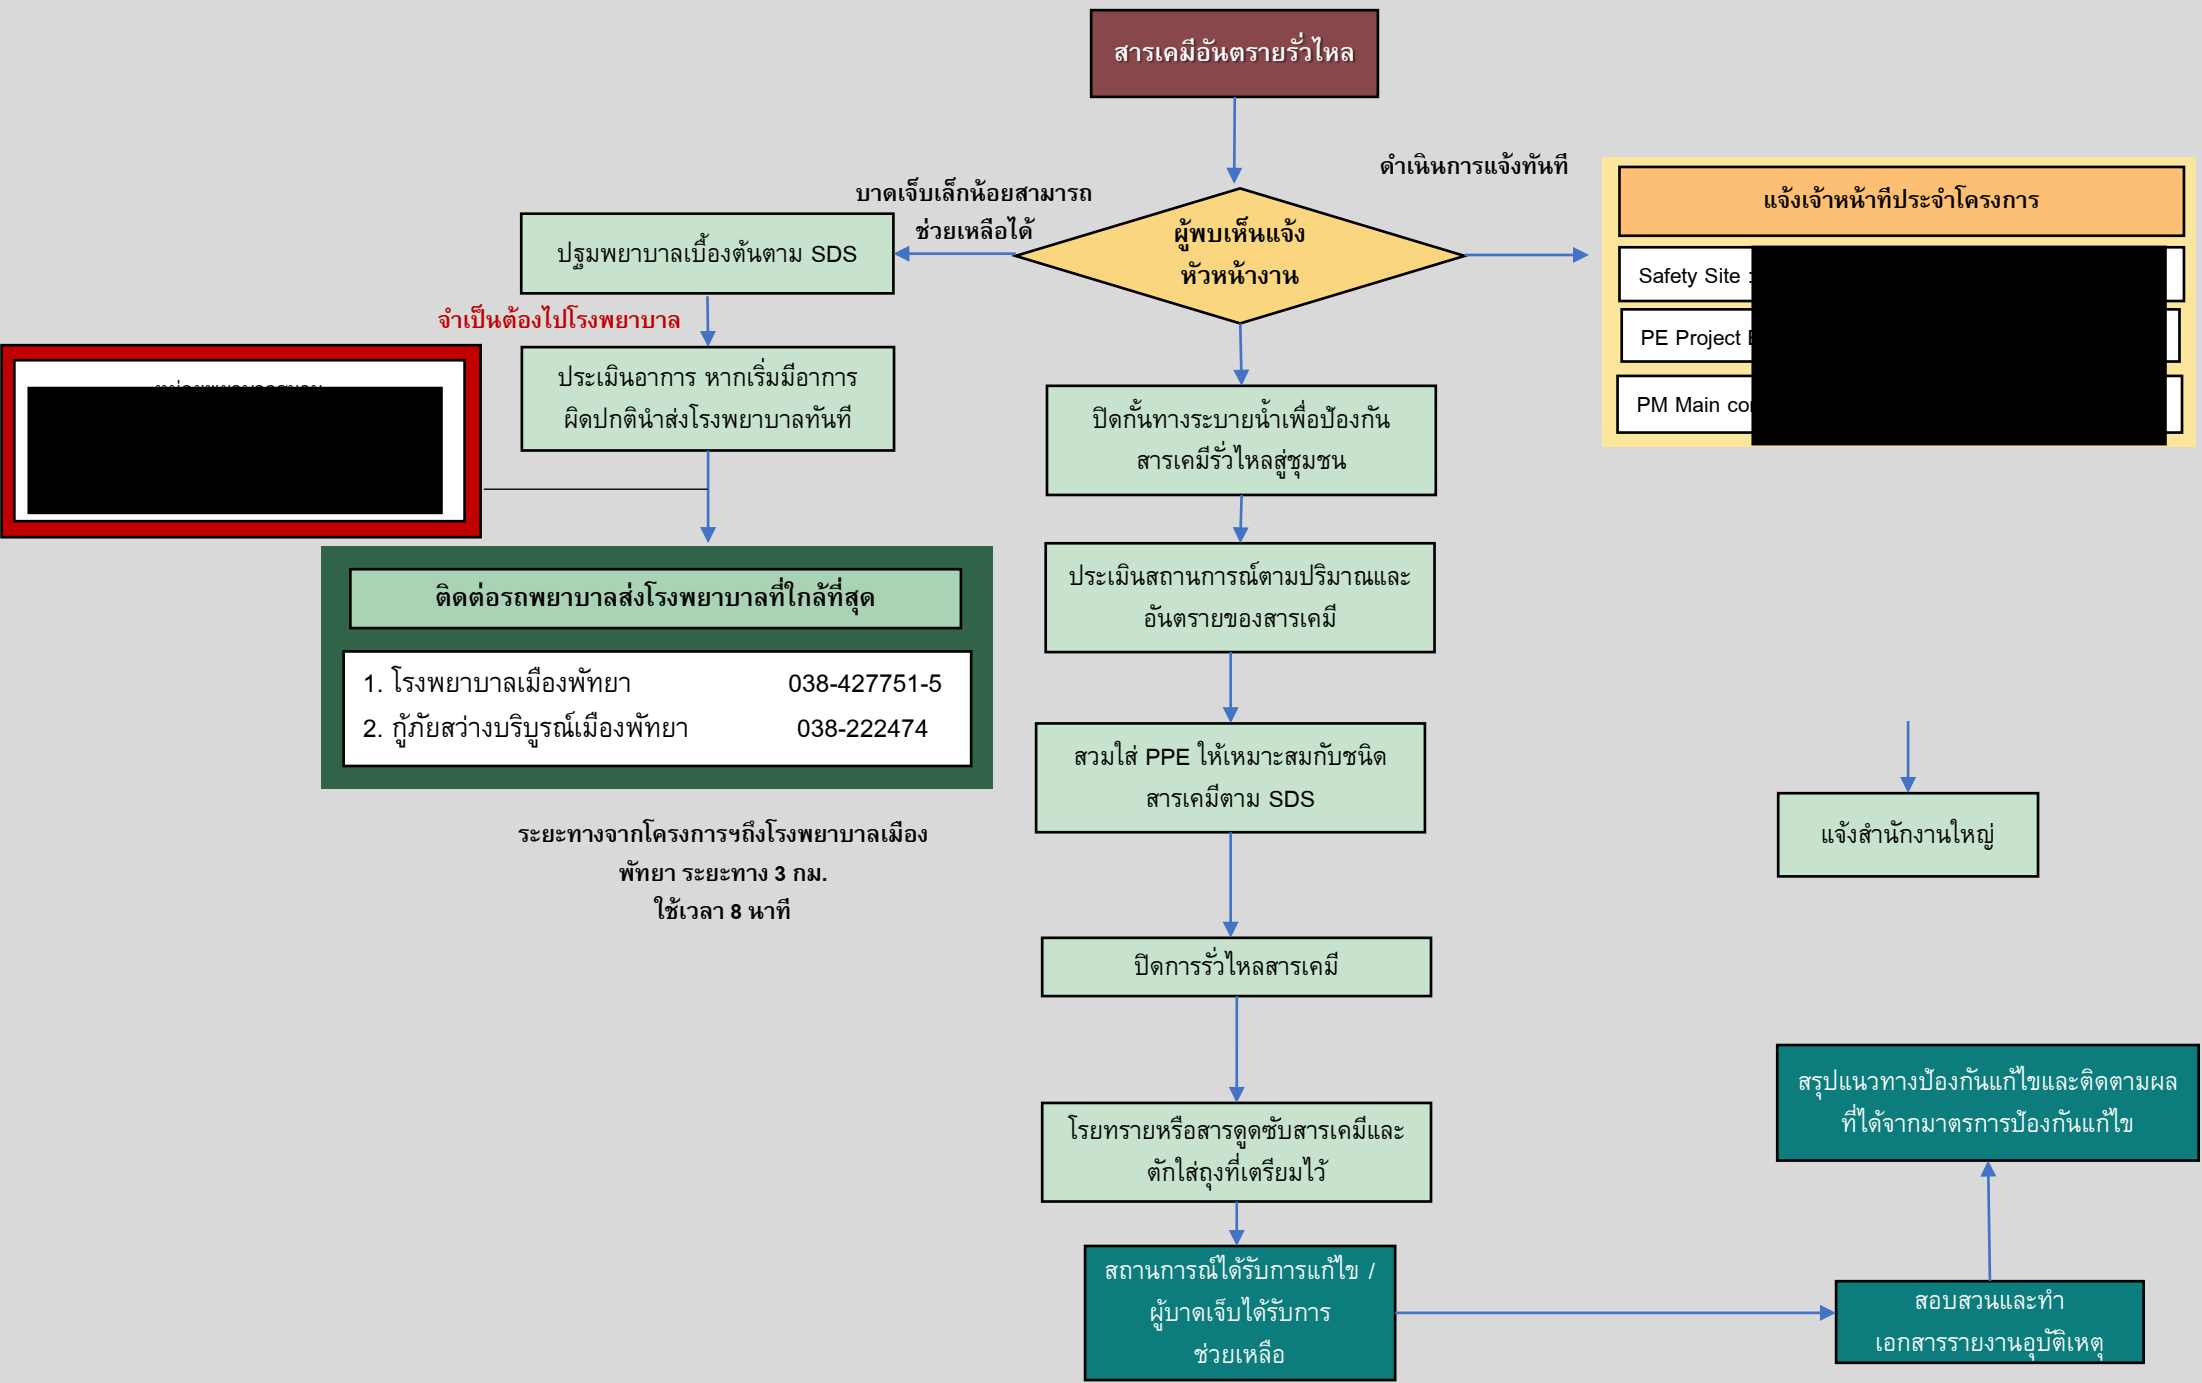 สารเคมีอันตรายรั่วไหล
ดำเนินการแจ้งทันที
บาดเจ็บเล็กน้อยสามารถ
ช่วยเหลือได้
ผู้พบเห็นแจ้ง
หัวหน้างาน
แจ้งเจ้าหน้าที่ประจำโครงการ
Safety Site :
PE Project
PM Main
ปฐมพยาบาลเบื้องต้นตาม SDS
จำเป็นต้องไปโรงพยาบาล
ประเมินอาการ หากเริ่มมีอาการ
ผิดปกตินำส่งโรงพยาบาลทันที
ติดต่อรถพยาบาลส่งโรงพยาบาลที่ใกล้ที่สุด
1. โรงพยาบาลเมืองพัทยา 038-427751-5
2. กู้ภัยสว่างบริบูรณ์เมืองพัทยา 038-222474
ระยะทางจากโครงการฯถึงโรงพยาบาลเมือง
พัทยา ระยะทาง 3 กม.
ใช้เวลา 8 นาที
ปิดกั้นทางระบายน้ำเพื่อป้องกัน
สารเคมีรั่วไหลสู่ชุมชน
ประเมินสถานการณ์ตามปริมาณและ
อันตรายของสารเคมี
สวมใส่ PPE ให้เหมาะสมกับชนิด
สารเคมีตาม SDS
ปิดการรั่วไหลสารเคมี
โรยทรายหรือสารดูดซับสารเคมีและ
ตักใส่ถุงที่เตรียมไว้
สถานการณ์ได้รับการแก้ไข /
ผู้บาดเจ็บได้รับการ
ช่วยเหลือ
แจ้งสำนักงานใหญ่
สรุปแนวทางป้องกันแก้ไขและติดตามผล
ที่ได้จากมาตรการป้องกันแก้ไข
สอบสวนและทำ
เอกสารรายงานอุบัติเหตุ